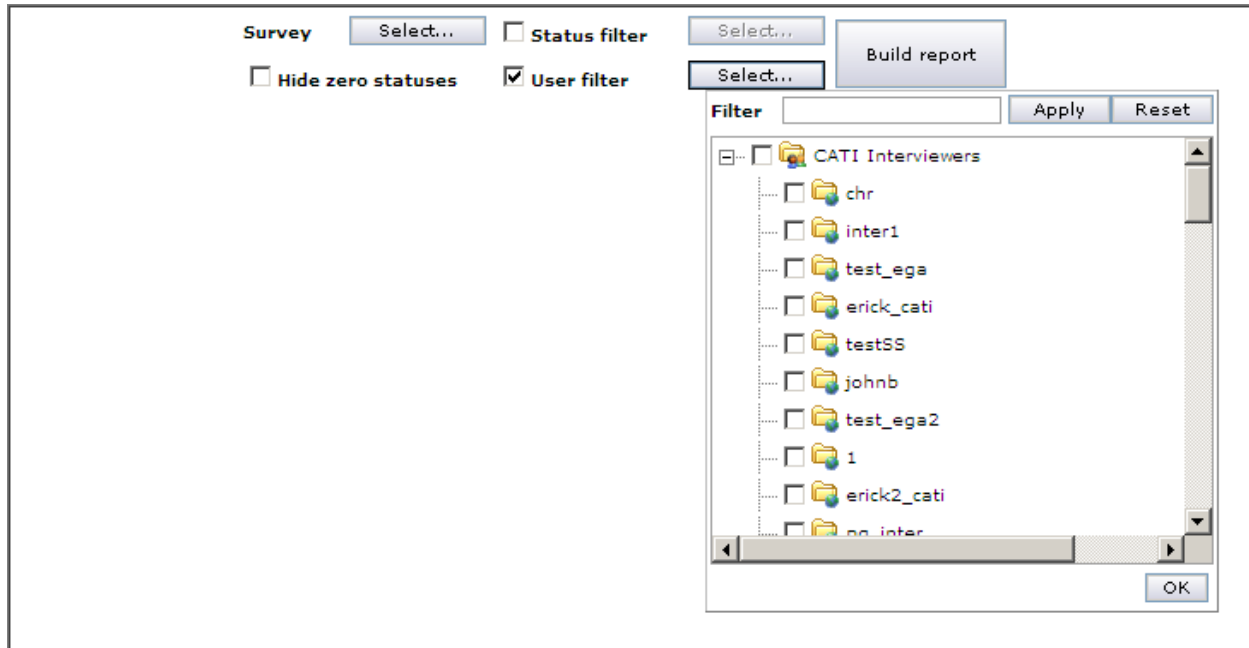 Survey Select... Status filter Select... Build report
Hide zero statuses User filter Select...
Filter Apply Reset
CATI Interviewers
chr
inter1
test_ega
erick_cati
testSS
johnb
test_ega2
1
erick2_cati
OK